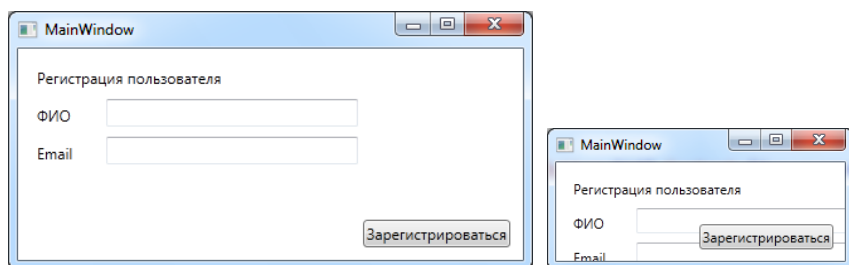 MainWindow
Регистрация пользователя
ФИО
Email
Зарегистрироваться
MainWindow
Регистрация пользователя
ФИО
Зарегистрироваться
Email